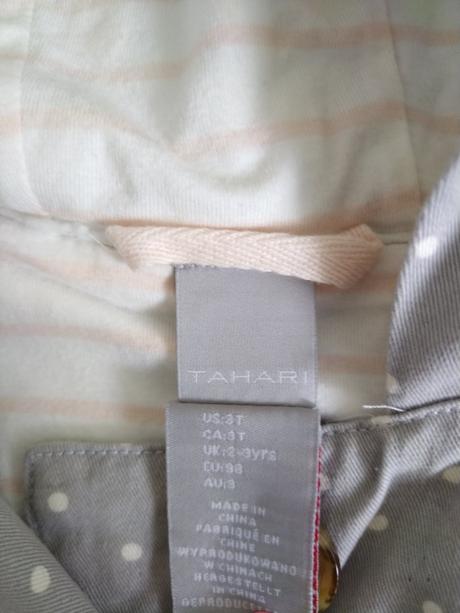 TAHARI
US:3T
CA:3T
UK:2-3yrs
EU:98
AU:3
MADE IN
CHINA
FABRIQUÉ EN
CHINE
WYPRODUKOWANO
W CHINACH
HERGESTELLT
IN CHINA
GEPRODUC